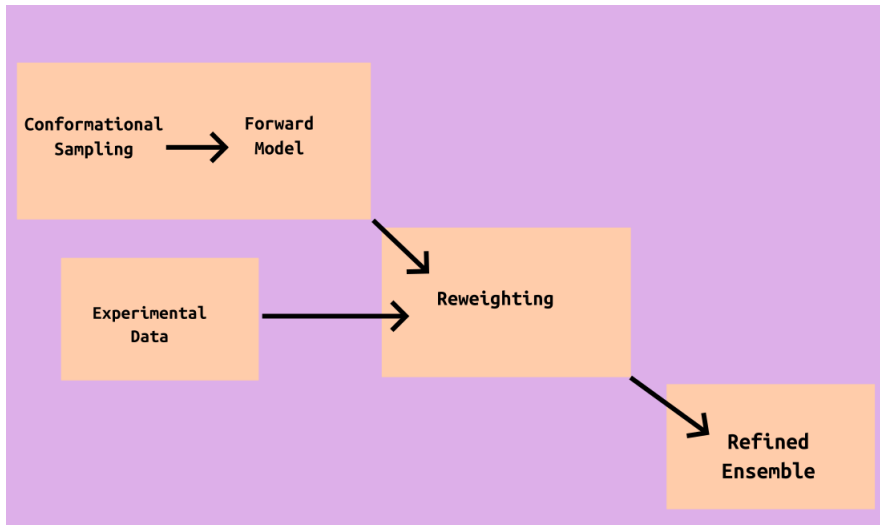 Conformational
Sampling
Forward
Model
Experimental
Data
Reweighting
Refined
Ensemble